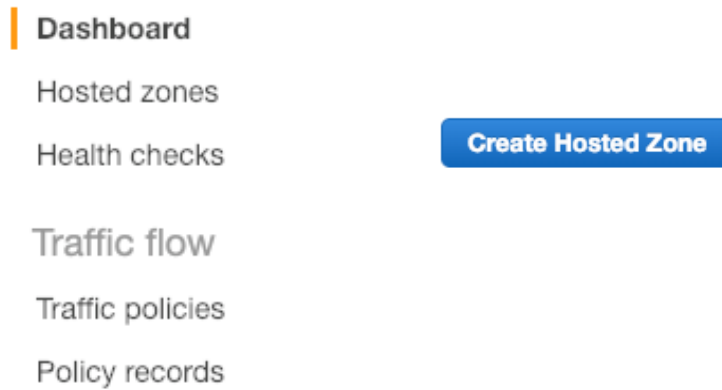 Dashboard
Hosted zones
Health checks
Create Hosted Zone
Traffic flow
Traffic policies
Policy records